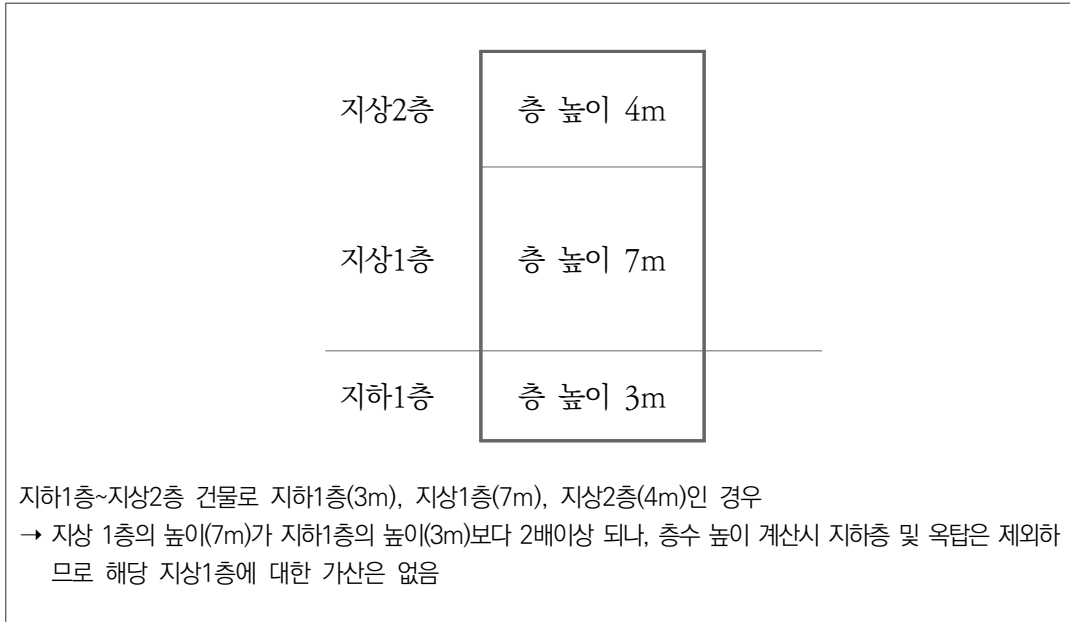 지상2층 층 높이 4m
지상1층 층 높이 7m
지하1층 층 높이 3m
지하1층~지상2층 건물로 지하1층(3m), 지상1층(7m), 지상2층(4m)인 경우
→ 지상 1층의 높이(7m)가 지하1층의 높이(3m)보다 2배이상 되나, 층수 높이 계산시 지하층 및 옥탑은 제외하
므로 해당 지상1층에 대한 가산은 없음